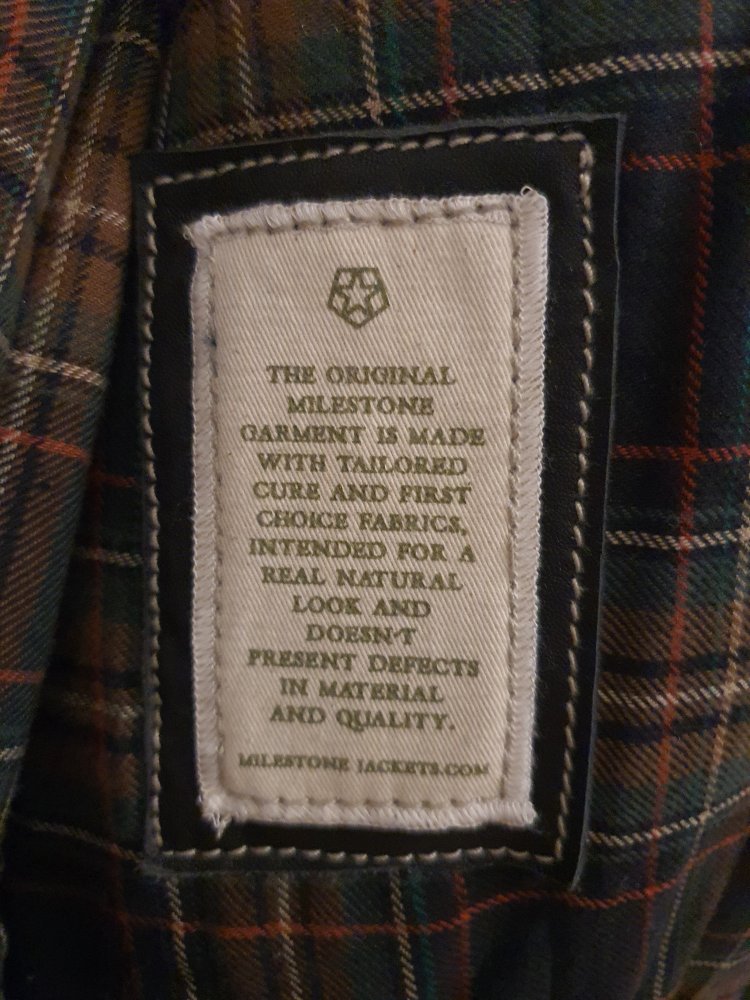 THE ORIGINAL
MILESTONE
GARMENT IS MADE
WITH TAILORED
CURE AND FIRST
CHOICE FABRICS,
INTENDED FOR A
REAL NATURAL
LOOK AND
DOESN'T
PRESENT DEFECTS
IN MATERIAL
AND QUALITY.
MILESTONE JACKETS.COM